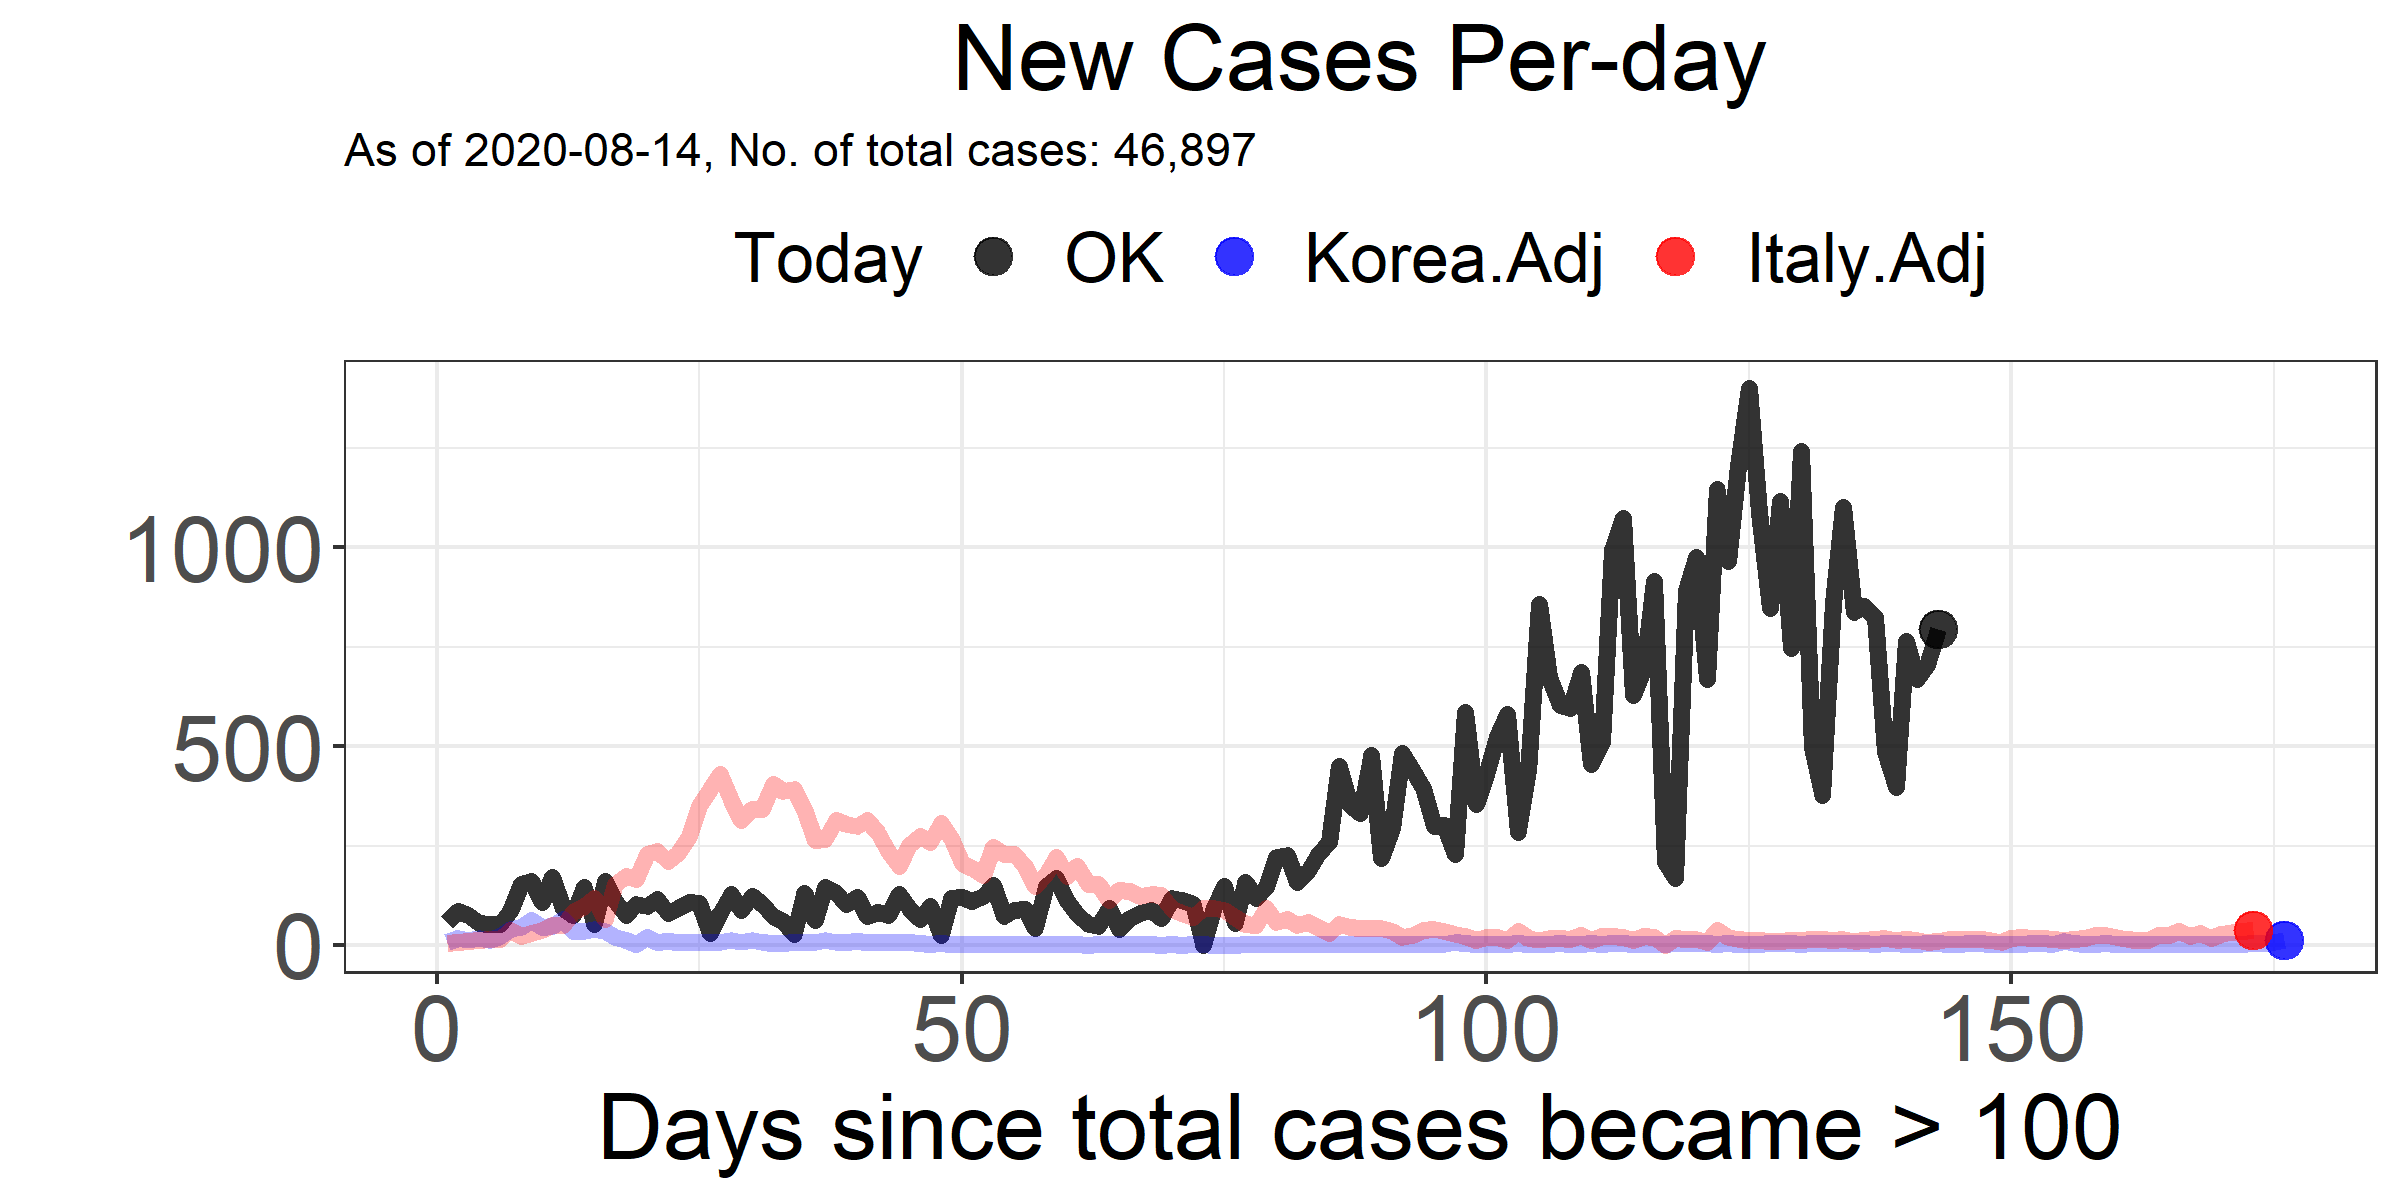 New Cases Per-day
As of 2020-08-14, No. of total cases: 46,897
Today OK Korea.Adj Italy.Adj
1000
500
0
0 50 100 150
Days since total cases became > 100